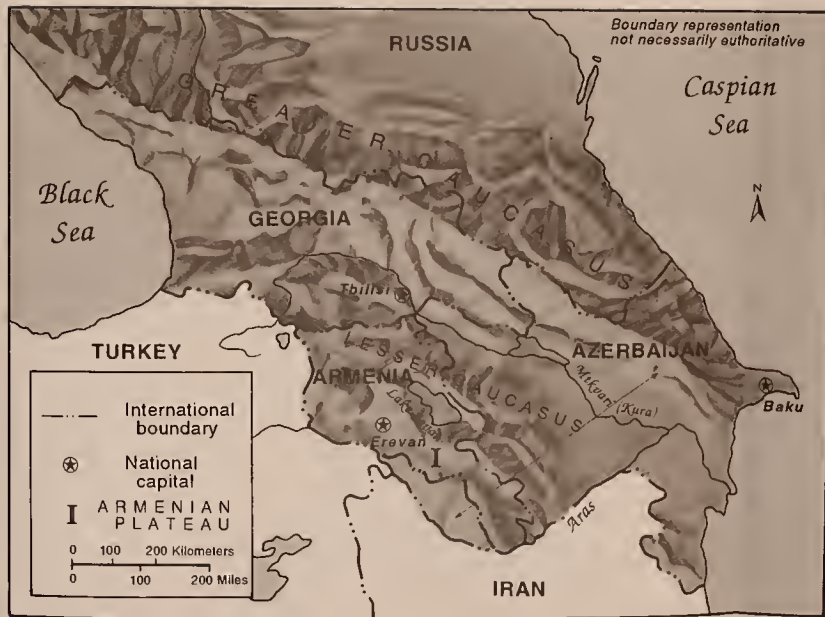 Boundary representation
not necessarily euthoritative
RUSSIA
Caspian
Sea
GREATER CAUCASUS
N
Black
Sea
GEORGIA
Tbilisi
TURKEY
LESSER CAUCASUS
AZERBAIJAN
ARMENIA
Mtkvari (Kura)
Baku
Lake
Erevan
I
Aras
IRAN
International
boundary
National
capital
I ARMENIAN
PLATEAU
0 100 200 Kilometers
0 100 200 Miles